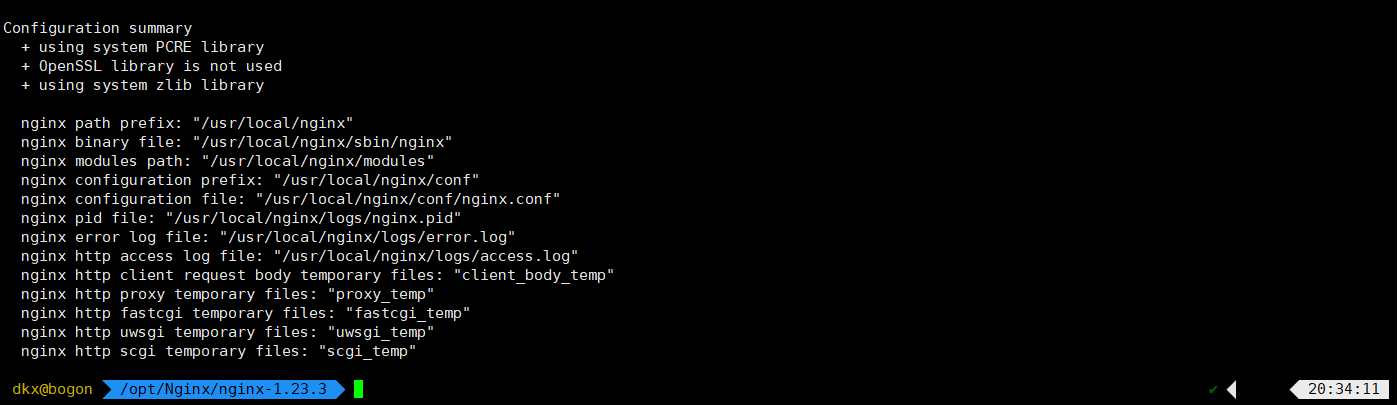 Configuration summary
+ using system PCRE library
+ OpenSSL library is not used
+ using system zlib library
nginx path prefix: "/usr/local/nginx"
nginx binary file: "/usr/local/nginx/sbin/nginx"
nginx modules path: "/usr/local/nginx/modules"
nginx configuration prefix: "/usr/local/nginx/conf"
nginx configuration file: "/usr/local/nginx/conf/nginx.conf"
nginx pid file: "/usr/local/nginx/logs/nginx.pid"
nginx error log file: "/usr/local/nginx/logs/error.log"
nginx http access log file: "/usr/local/nginx/logs/access.log"
nginx http client request body temporary files: "client_body_temp"
nginx http proxy temporary files: "proxy_temp"
nginx http fastcgi temporary files: "fastcgi_temp"
nginx http uwsgi temporary files: "uwsgi_temp"
nginx http scgi temporary files: "scgi_temp"
dkx@bogon /opt/Nginx/nginx-1.23.3 ✔ 20:34:11